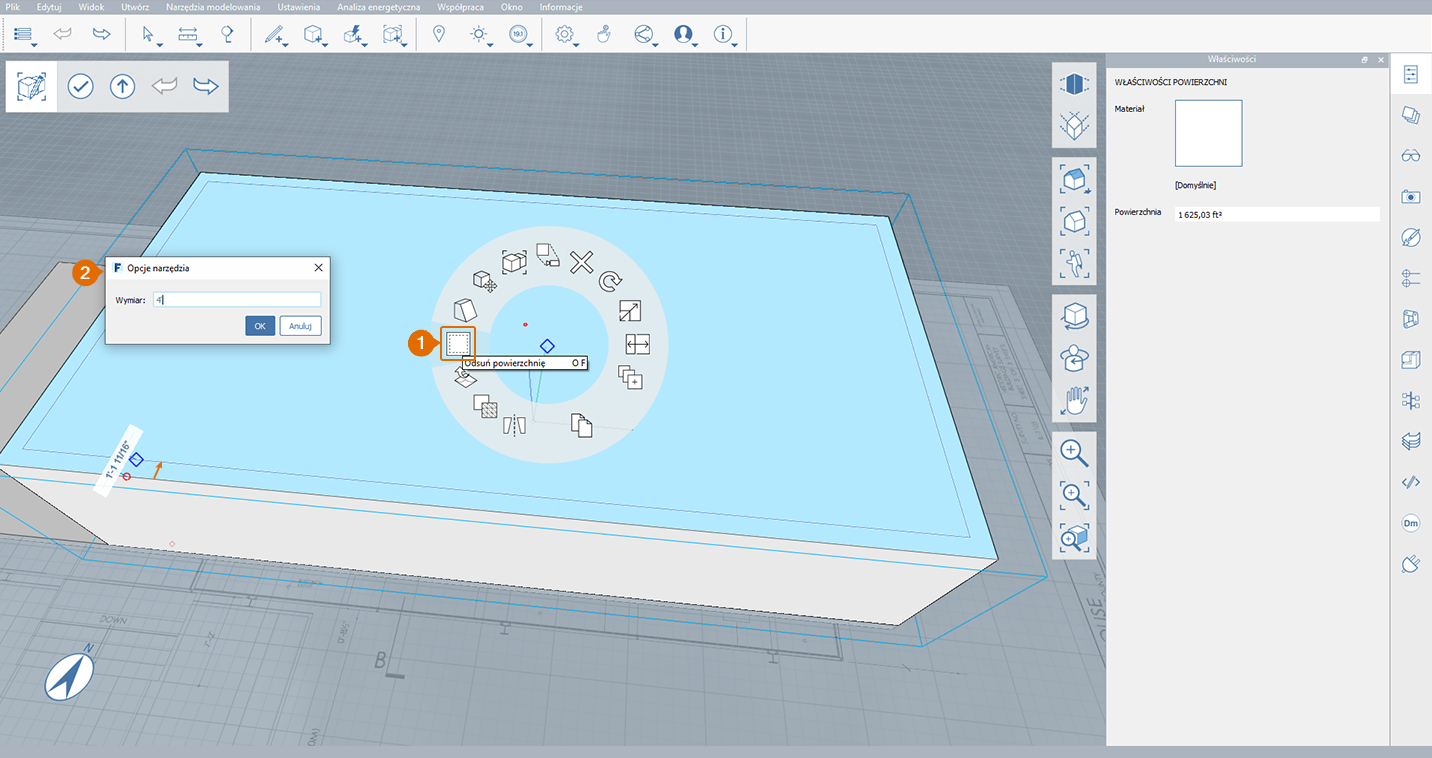 Plik Edytuj Widok Utwórz Narzędzia modelowania Ustawienia Analiza energetyczna Współpraca Okno Informacje
19.1
Właściwości
WŁAŚCIWOŚCI POWIERZCHNI
Materiał
[Domyślnie]
Powierzchnia 1 625,03 ft²
2
F Opcje narzędzia
Wymiar: 4'
OK Anuluj
1
Odsuń powierzchnię O F
1'-1 11/16"
Dm
DOWN
B
N